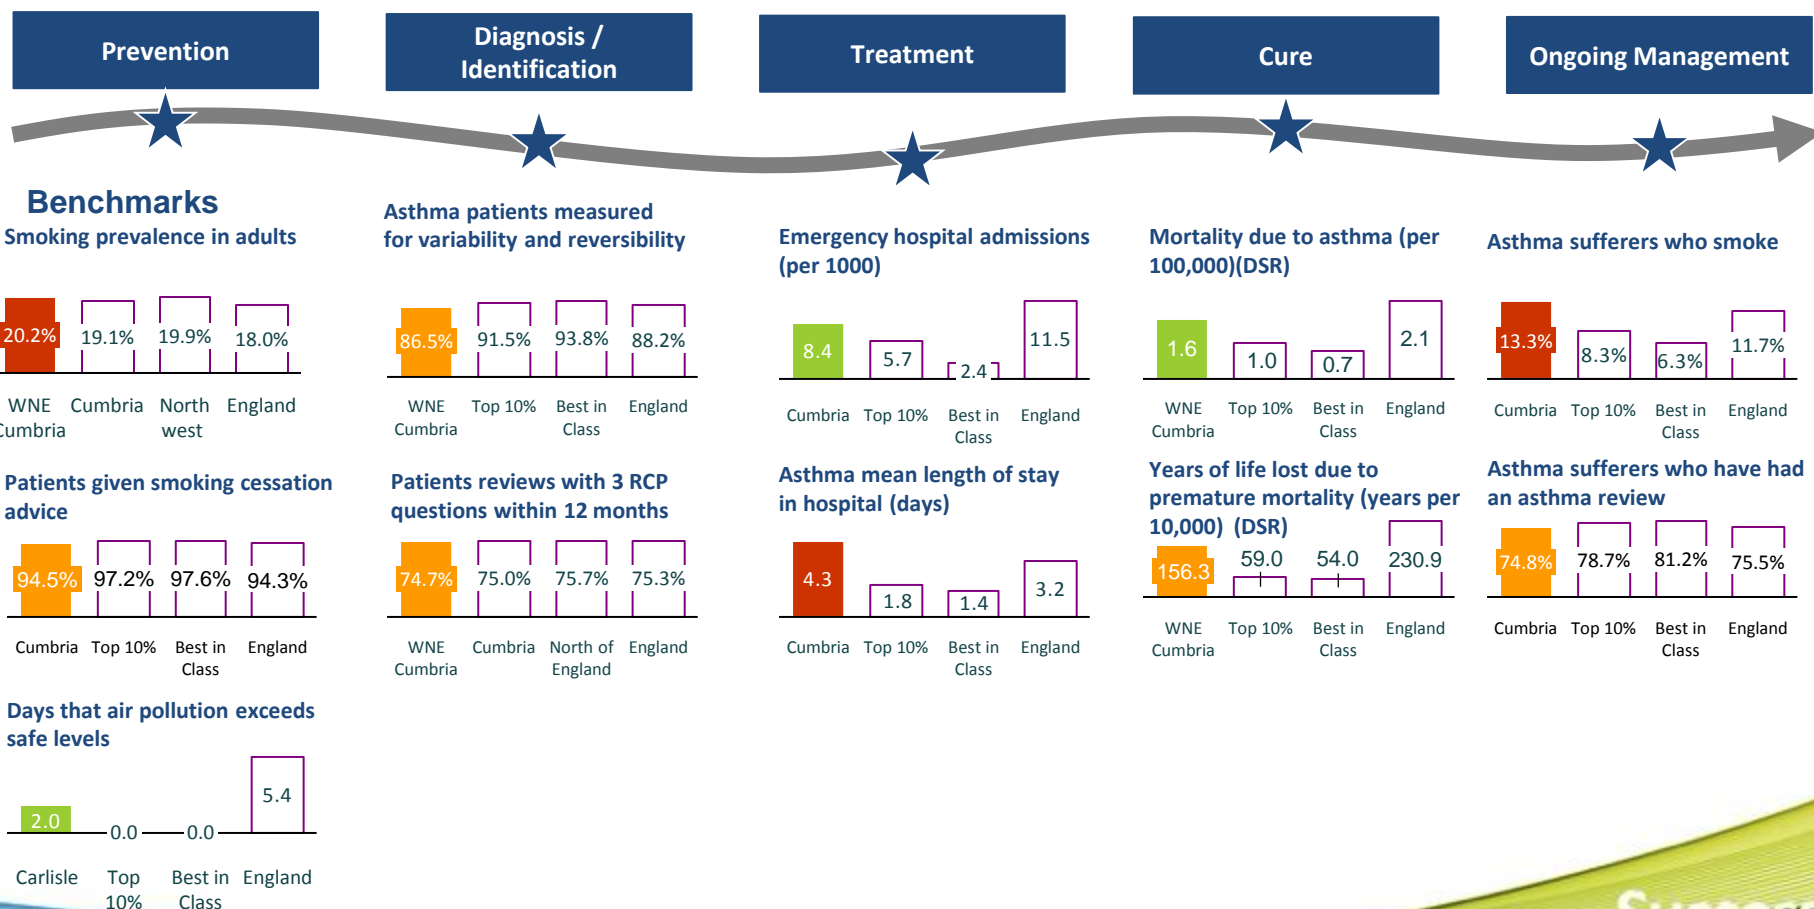 Prevention
Diagnosis /
Identification
Treatment
Cure
Ongoing Management
Benchmarks
Smoking prevalence in adults
20.2%
19.1%
19.9%
18.0%
WNE
Cumbria
Cumbria
North
west
England
Patients given smoking cessation
advice
94.5%
97.2%
97.6%
94.3%
Cumbria
Top 10%
Best in
Class
England
Days that air pollution exceeds
safe levels
2.0
0.0
0.0
5.4
Carlisle
Top
10%
Best in
Class
England
Asthma patients measured
for variability and reversibility
86.5%
91.5%
93.8%
88.2%
WNE
Cumbria
Top 10%
Best in
Class
England
Patients reviews with 3 RCP
questions within 12 months
74.7%
75.0%
75.7%
75.3%
WNE
Cumbria
Cumbria
North of
England
England
Emergency hospital admissions
(per 1000)
8.4
5.7
2.4
11.5
Cumbria
Top 10%
Best in
Class
England
Asthma mean length of stay
in hospital (days)
4.3
1.8
1.4
3.2
Cumbria
Top 10%
Best in
Class
England
Mortality due to asthma (per
100,000)(DSR)
1.6
1.0
0.7
2.1
WNE
Cumbria
Top 10%
Best in
Class
England
Years of life lost due to
premature mortality (years per
10,000) (DSR)
156.3
59.0
54.0
230.9
WNE
Cumbria
Top 10%
Best in
Class
England
Asthma sufferers who smoke
13.3%
8.3%
6.3%
11.7%
Cumbria
Top 10%
Best in
Class
England
Asthma sufferers who have had
an asthma review
74.8%
78.7%
81.2%
75.5%
Cumbria
Top 10%
Best in
Class
England